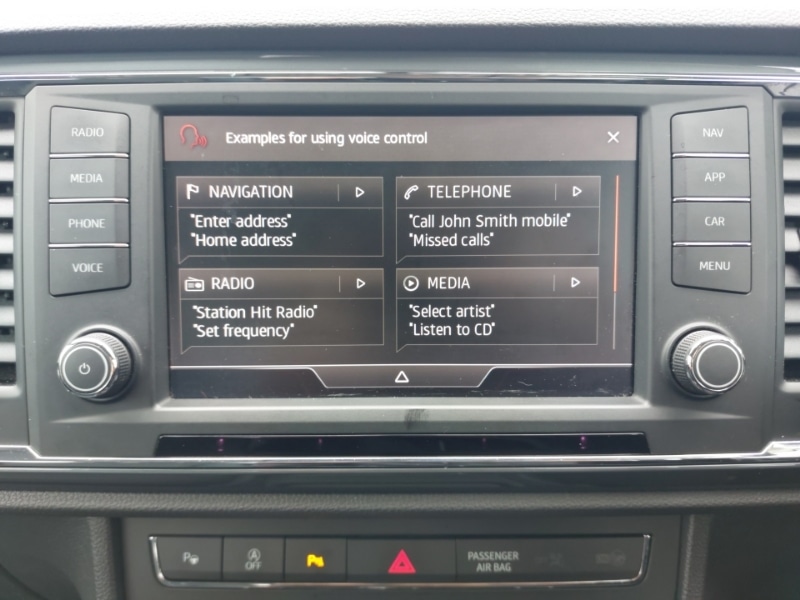 Examples for using voice control
RADIO
MEDIA
PHONE
VOICE
NAVIGATION
"Enter address"
"Home address"
TELEPHONE
"Call John Smith mobile"
"Missed calls"
RADIO
"Station Hit Radio"
"Set frequency"
MEDIA
"Select artist"
"Listen to CD"
NAV
APP
CAR
MENU
P
A
OFF
P
PASSENGER
AIR BAG